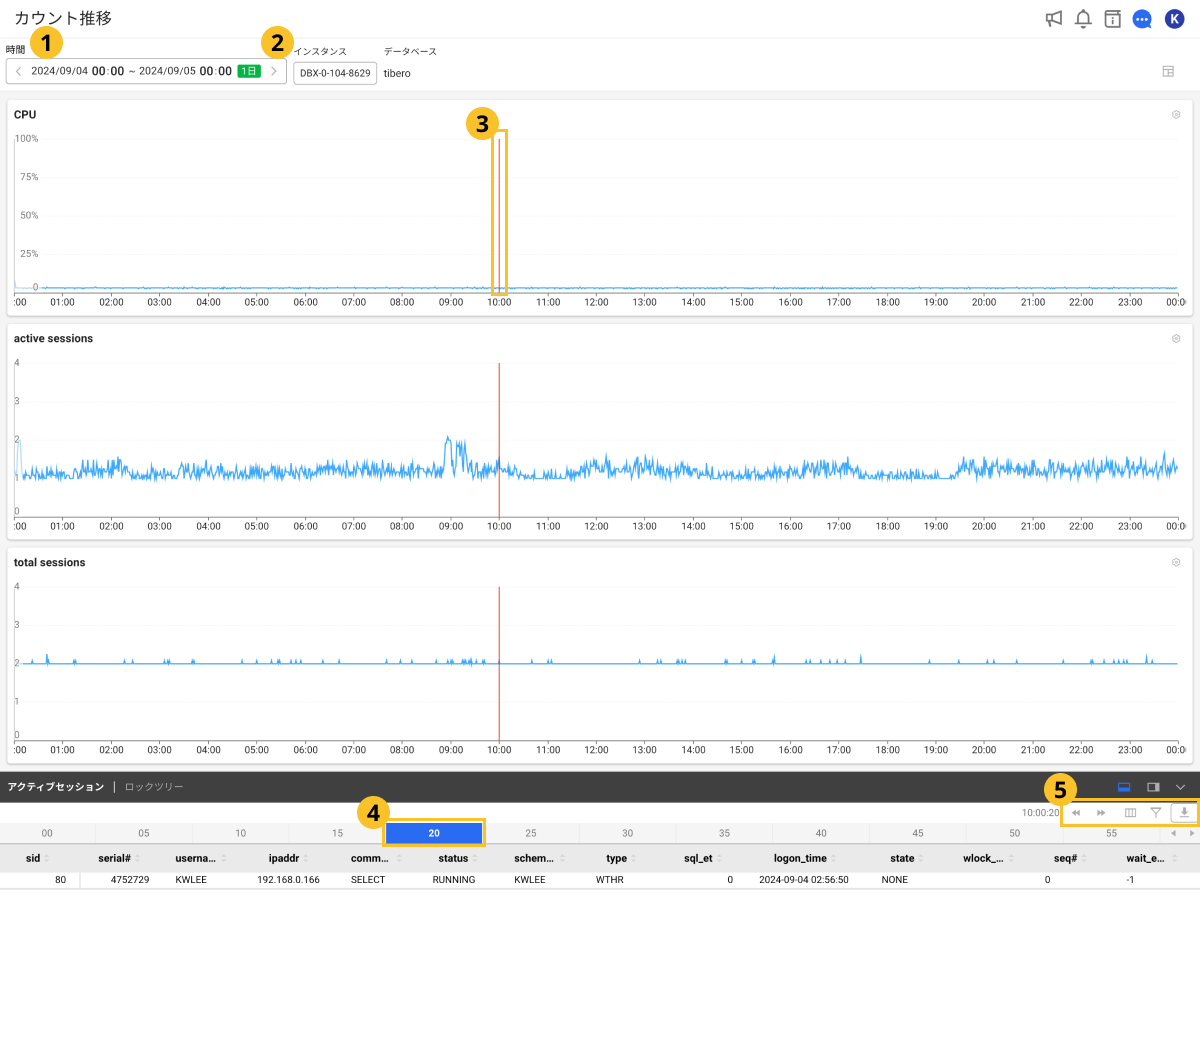 カウント推移
K
時間
1
2
インスタンス
データベース
2024/09/04 00:00 ~ 2024/09/05 00:00 1日
DBX-0-104-8629
tibero
CPU
3
100%
75%
50%
25%
0
:00 01:00 02:00 03:00 04:00 05:00 06:00 07:00 08:00 09:00 10:00 11:00 12:00 13:00 14:00 15:00 16:00 17:00 18:00 19:00 20:00 21:00 22:00 23:00 00:0
active sessions
4
3
2
1
0
:00 01:00 02:00 03:00 04:00 05:00 06:00 07:00 08:00 09:00 10:00 11:00 12:00 13:00 14:00 15:00 16:00 17:00 18:00 19:00 20:00 21:00 22:00 23:00 00:0
total sessions
4
3
2
1
0
:00 01:00 02:00 03:00 04:00 05:00 06:00 07:00 08:00 09:00 10:00 11:00 12:00 13:00 14:00 15:00 16:00 17:00 18:00 19:00 20:00 21:00 22:00 23:00 00:0
アクティブセッション | ロックツリー
5
4
10:00:20
00 05 10 15 20 25 30 35 40 45 50 55
sid serial# userna... ipaddr comm... status schem... type sql_et logon_time state wlock_... seq# wait_e...
80 4752729 KWLEE 192.168.0.166 SELECT RUNNING KWLEE WTHR 0 2024-09-04 02:56:50 NONE 0 -1